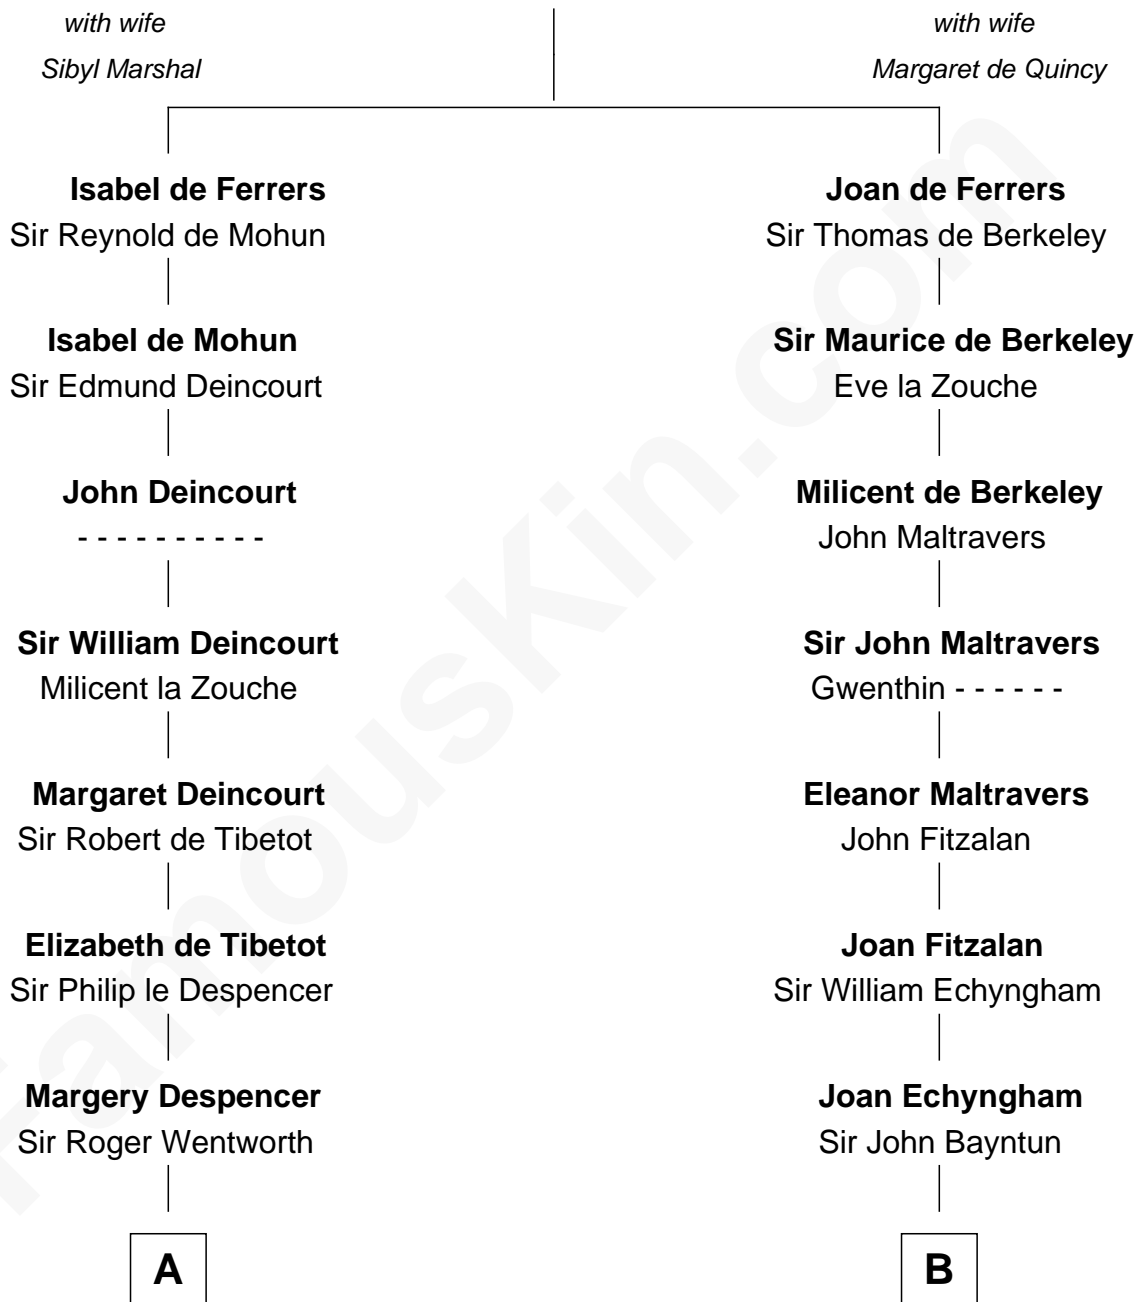 with wife
Sibyl Marshal
with wife
Margaret de Quincy
Isabel de Ferrers
Sir Reynold de Mohun
Joan de Ferrers
Sir Thomas de Berkeley
Isabel de Mohun
Sir Edmund Deincourt
Sir Maurice de Berkeley
Eve la Zouche
John Deincourt
- - - - - - - - - -
Milicent de Berkeley
John Maltravers
Sir William Deincourt
Milicent la Zouche
Sir John Maltravers
Gwenthin - - - - - -
Margaret Deincourt
Sir Robert de Tibetot
Eleanor Maltravers
John Fitzalan
Elizabeth de Tibetot
Sir Philip le Despencer
Joan Fitzalan
Sir William Echyngham
Margery Despencer
Sir Roger Wentworth
Joan Echyngham
Sir John Bayntun
A
B
FamousKin.com